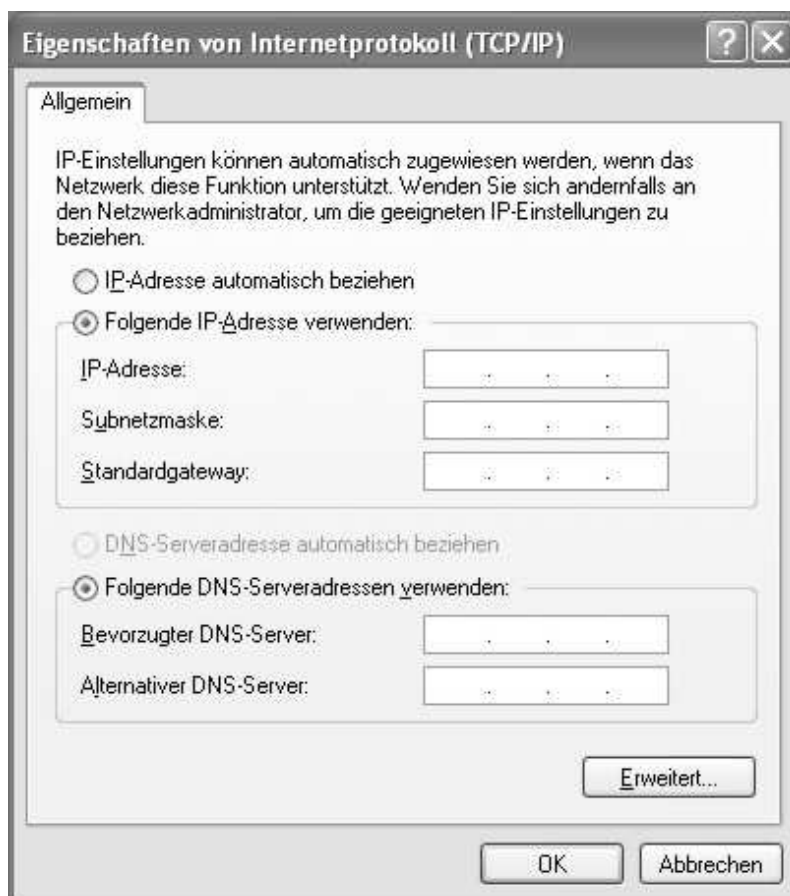 Eigenschaften von Internetprotokoll (TCP/IP)
Allgemein
IP-Einstellungen können automatisch zugewiesen werden, wenn das
Netzwerk diese Funktion unterstützt. Wenden Sie sich andernfalls an
den Netzwerkadministrator, um die geeigneten IP-Einstellungen zu
beziehen.
IP-Adresse automatisch beziehen
Folgende IP-Adresse verwenden:
IP-Adresse:
Subnetzmaske:
Standardgateway:
DNS-Serveradresse automatisch beziehen
Folgende DNS-Serveradressen verwenden:
Bevorzugter DNS-Server:
Alternativer DNS-Server:
Erweitert...
OK Abbrechen